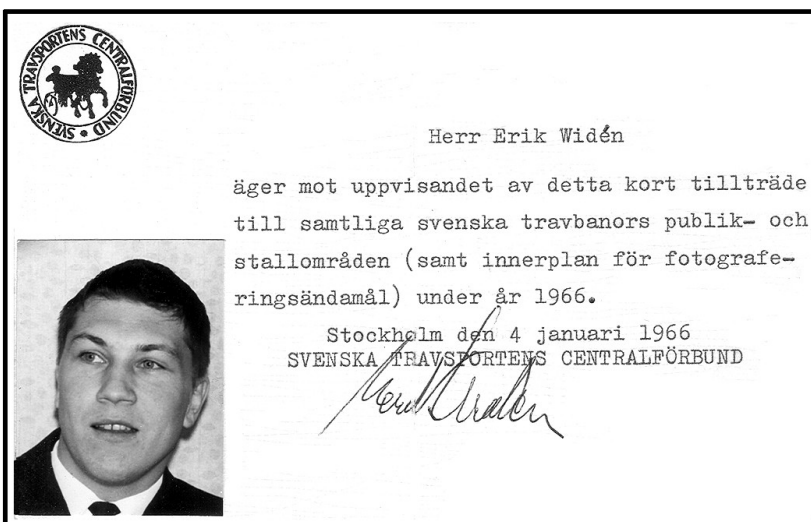 SVENSKA TRAVSPORTENS CENTRALFÖRBUND
Herr Erik Widén
äger mot uppvisandet av detta kort tillträde
till samtliga svenska travbanors publik- och
stallområden (samt innerplan för fotografe-
ringsändamål) under år 1966.
Stockholm den 4 januari 1966
SVENSKA TRAVSPORTENS CENTRALFÖRBUND